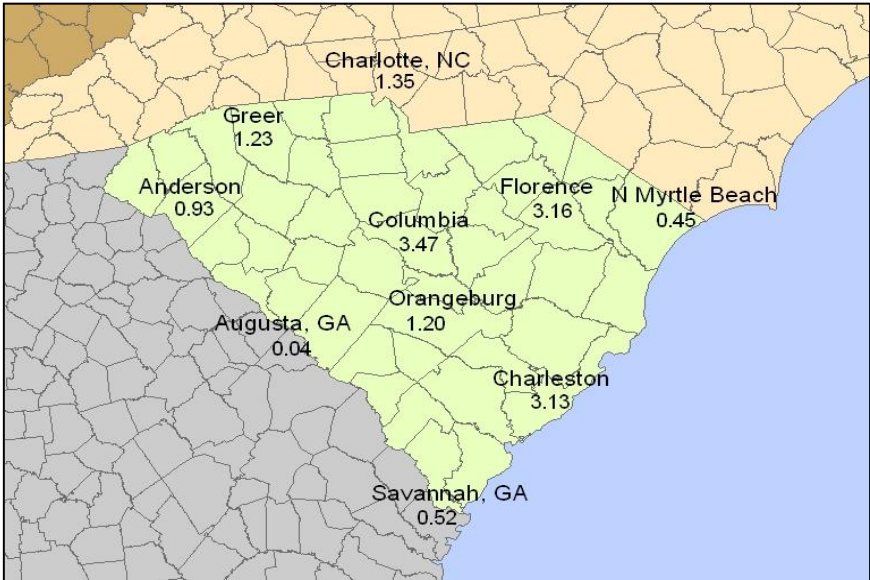 Charlotte, NC
1.35
Greer
1.23
Anderson
0.93
Florence
3.16
N Myrtle Beach
0.45
Columbia
3.47
Orangeburg
1.20
Augusta, GA
0.04
Charleston
3.13
Savannah, GA
0.52